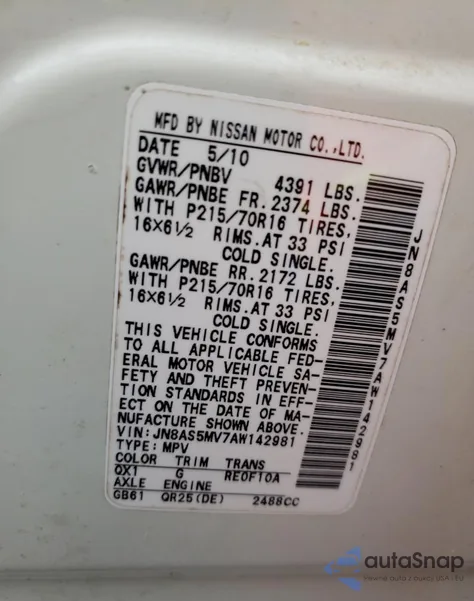 MFD BY NISSAN MOTOR CO.,LTD.
DATE 5/10
GVWR/PNBV 4391 LBS.
GAWR/PNBE FR. 2374 LBS.
WITH P215/70R16 TIRES,
16X6½ RIMS. AT 33 PSI
COLD SINGLE.
GAWR/PNBE RR. 2172 LBS.
WITH P215/70R16 TIRES,
16X6½ RIMS. AT 33 PSI
COLD SINGLE.
THIS VEHICLE CONFORMS
TO ALL APPLICABLE FED-
ERAL MOTOR VEHICLE SA-
FETY AND THEFT PREVEN-
TION STANDARDS IN EFF-
ECT ON THE DATE OF MA-
NUFACTURE SHOWN ABOVE.
VIN: JN8AS5MV7AW142981
TYPE: MPV
COLOR TRIM TRANS
QX1 G RE0F10A
AXLE ENGINE
GB61 QR25(DE) 2488CC
JN8AS5MV7AW142981
autoSnap